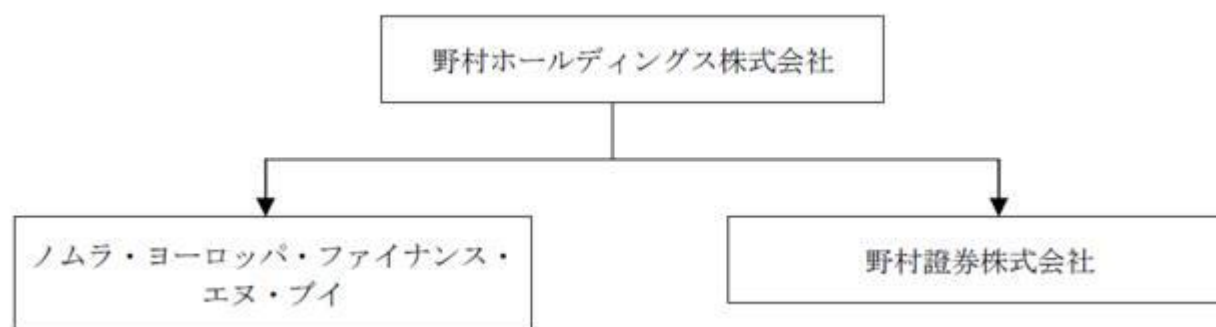 野村ホールディングス株式会社
ノムラ・ヨーロッパ・ファイナンス・
エヌ・ブイ
野村證券株式会社